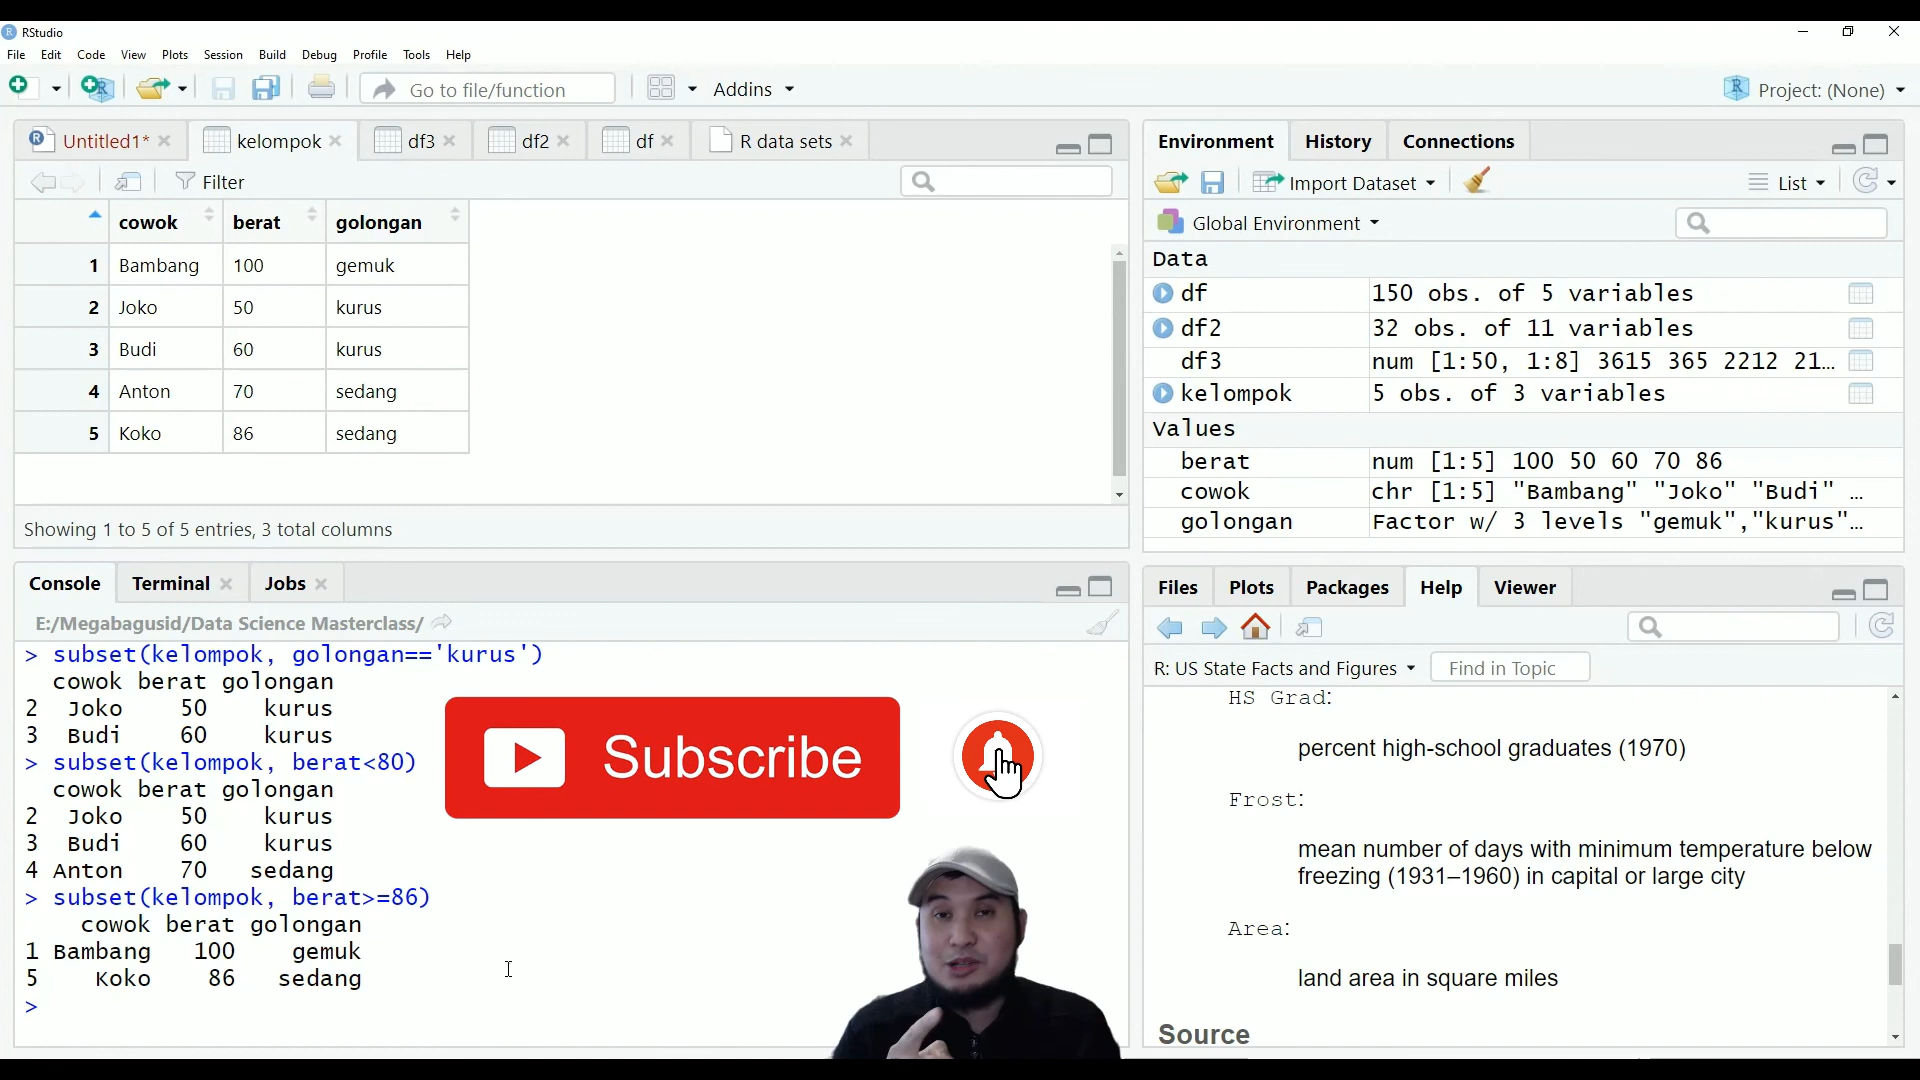 RStudio
File Edit Code View Plots Session Build Debug Profile Tools Help
Go to file/function Addins Project: (None)
Untitled1* kelompok df3 df2 df R data sets
Filter
cowok berat golongan
1 Bambang 100 gemuk
2 Joko 50 kurus
3 Budi 60 kurus
4 Anton 70 sedang
5 Koko 86 sedang
Showing 1 to 5 of 5 entries, 3 total columns
Environment History Connections
Import Dataset List
Global Environment
Data
df 150 obs. of 5 variables
df2 32 obs. of 11 variables
df3 num [1:50, 1:8] 3615 365 2212 21…
kelompok 5 obs. of 3 variables
Values
berat num [1:5] 100 50 60 70 86
cowok chr [1:5] "Bambang" "Joko" "Budi" …
golongan Factor w/ 3 levels "gemuk","kurus"…
Console Terminal Jobs
E:/Megabagusid/Data Science Masterclass/
> subset(kelompok, golongan=='kurus')
cowok berat golongan
2 Joko 50 kurus
3 Budi 60 kurus
> subset(kelompok, berat<80)
cowok berat golongan
2 Joko 50 kurus
3 Budi 60 kurus
4 Anton 70 sedang
> subset(kelompok, berat>=86)
cowok berat golongan
1 Bambang 100 gemuk
5 Koko 86 sedang
>
Subscribe
Files Plots Packages Help Viewer
R: US State Facts and Figures Find in Topic
HS Grad:
percent high-school graduates (1970)
Frost:
mean number of days with minimum temperature below
freezing (1931–1960) in capital or large city
Area:
land area in square miles
Source